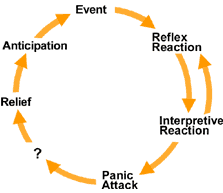 Event
Reflex
Reaction
Interpretive
Reaction
Panic
Attack
?
Relief
Anticipation